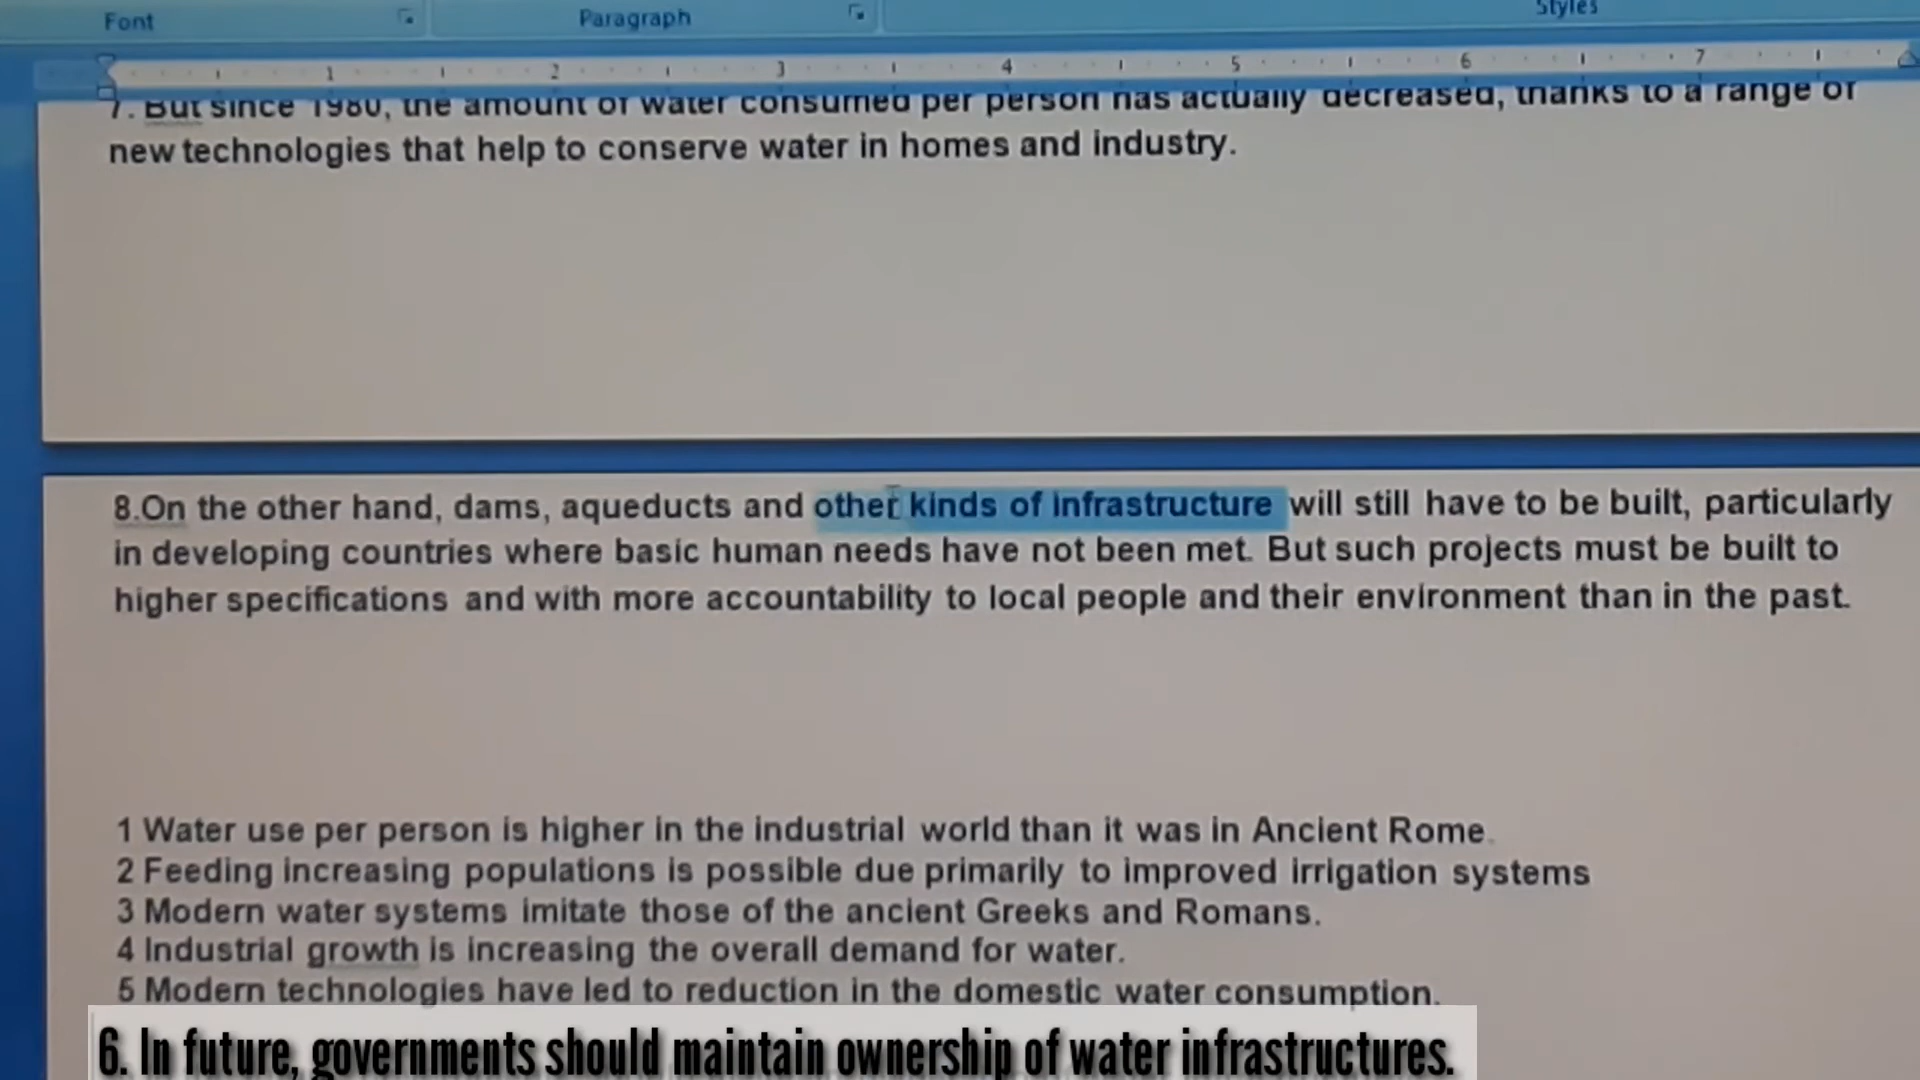 Font
Paragraph
Styles
1 2 3 4 5 6 7
7. But since 1980, the amount of water consumed per person has actually decreased, thanks to a range of
new technologies that help to conserve water in homes and industry.
8.On the other hand, dams, aqueducts and other kinds of infrastructure will still have to be built, particularly
in developing countries where basic human needs have not been met. But such projects must be built to
higher specifications and with more accountability to local people and their environment than in the past.
1 Water use per person is higher in the industrial world than it was in Ancient Rome.
2 Feeding increasing populations is possible due primarily to improved irrigation systems
3 Modern water systems imitate those of the ancient Greeks and Romans.
4 Industrial growth is increasing the overall demand for water.
5 Modern technologies have led to reduction in the domestic water consumption.
6. In future, governments should maintain ownership of water infrastructures.